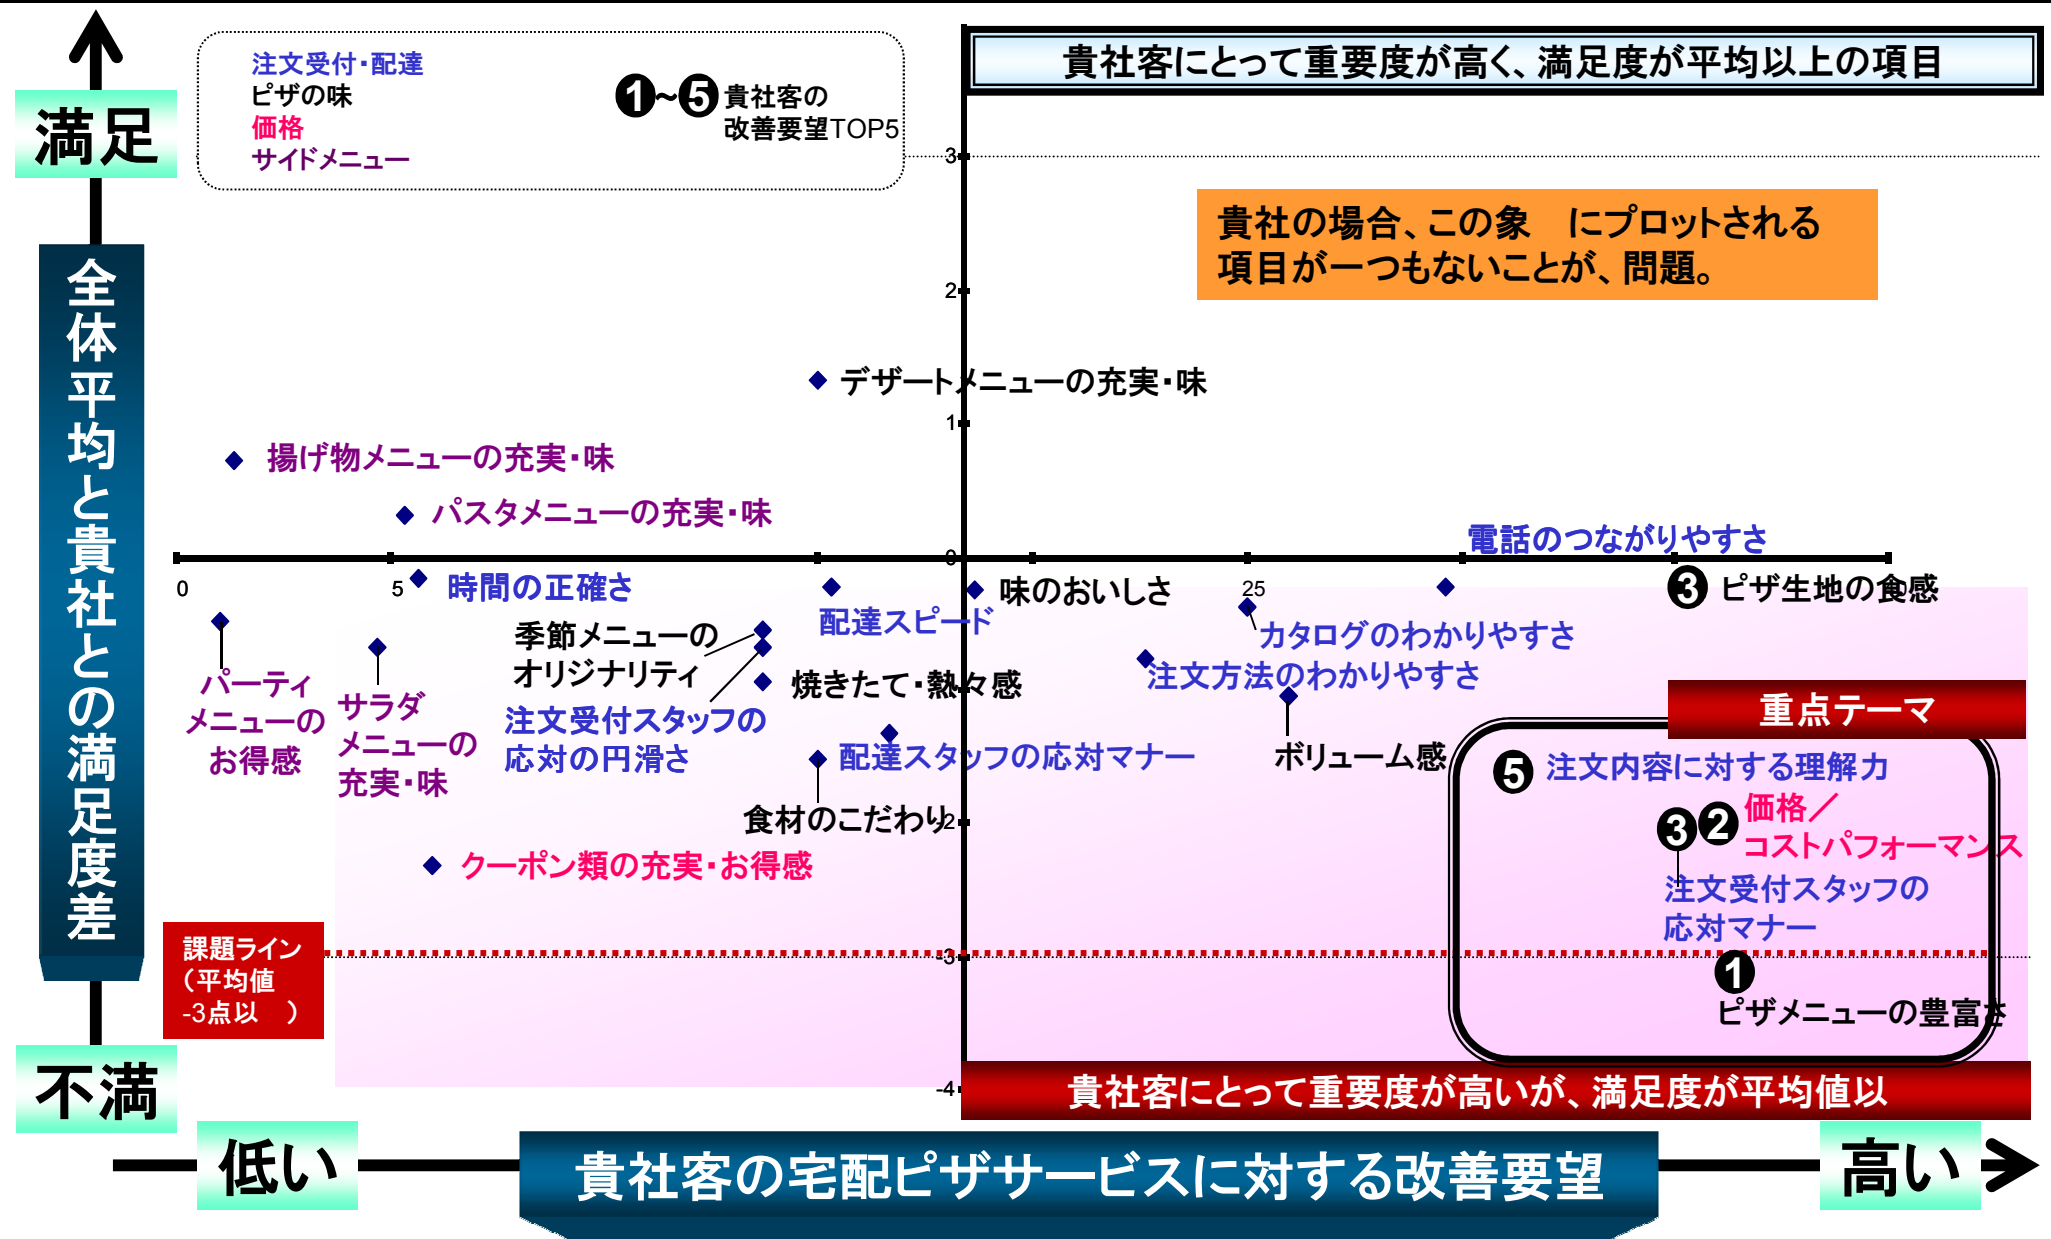 注文受付・配達
ピザの味
価格
サイドメニュー
❶~❺ 貴社客の
改善要望TOP5
貴社客にとって重要度が高く、満足度が平均以上の項目
満足
全体平均と貴社との満足度差
不満
貴社の場合、この象　にプロットされる
項目が一つもないことが、問題。
3
2
1
0
-3
-4
デザートメニューの充実・味
揚げ物メニューの充実・味
パスタメニューの充実・味
電話のつながりやすさ
0
5
25
時間の正確さ
配達スピード
味のおいしさ
❸ ピザ生地の食感
季節メニューの
オリジナリティ
カタログのわかりやすさ
注文方法のわかりやすさ
焼きたて・熱々感
パーティ
メニューの
お得感
サラダ
メニューの
充実・味
注文受付スタッフの
応対の円滑さ
配達スタッフの応対マナー
ボリューム感
重点テーマ
❺ 注文内容に対する理解力
食材のこだわり
-2
❸❷ 価格／
コストパフォーマンス
クーポン類の充実・お得感
注文受付スタッフの
応対マナー
課題ライン
（平均値
-3点以　）
❶
ピザメニューの豊富さ
貴社客にとって重要度が高いが、満足度が平均値以
低い
貴社客の宅配ピザサービスに対する改善要望
高い